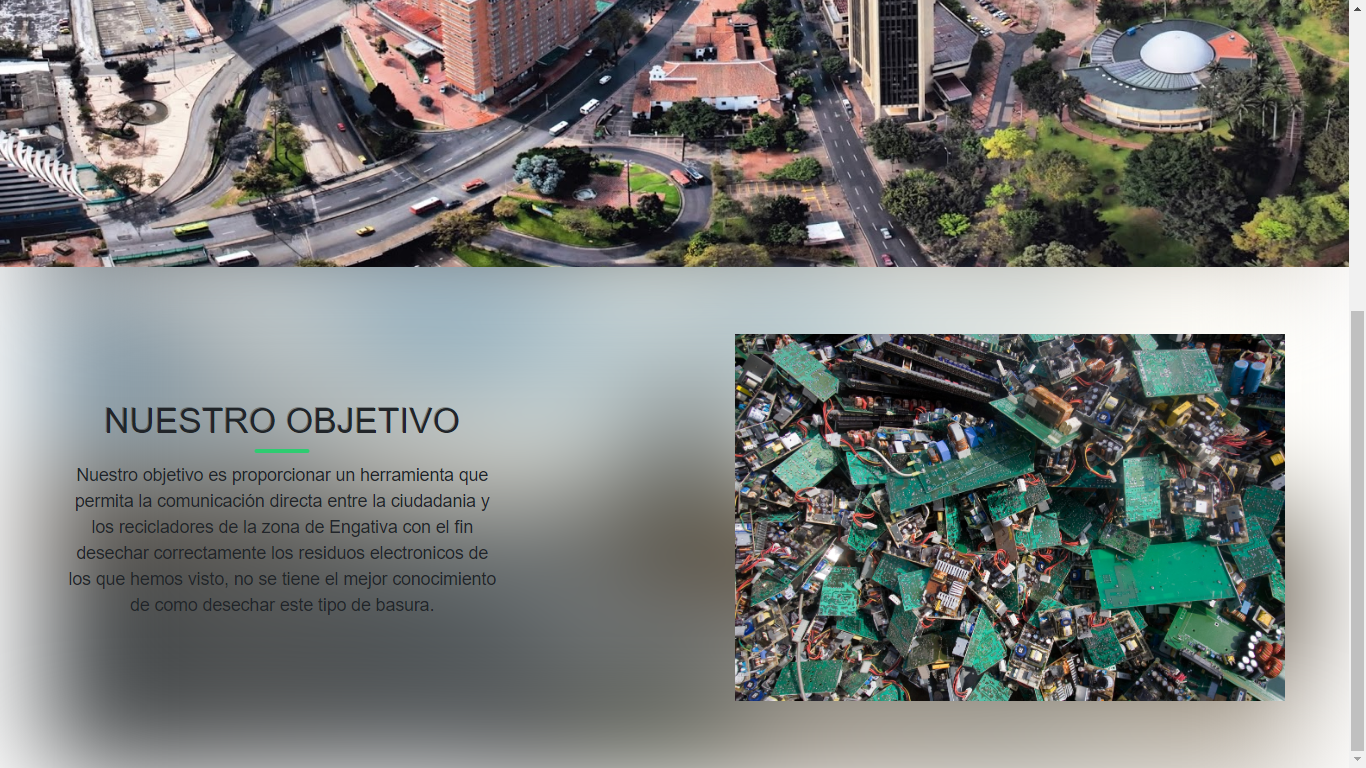 NUESTRO OBJETIVO
Nuestro objetivo es proporcionar un herramienta que
permita la comunicación directa entre la ciudadania y
los recicladores de la zona de Engativa con el fin
desechar correctamente los residuos electronicos de
los que hemos visto, no se tiene el mejor conocimiento
de como desechar este tipo de basura.